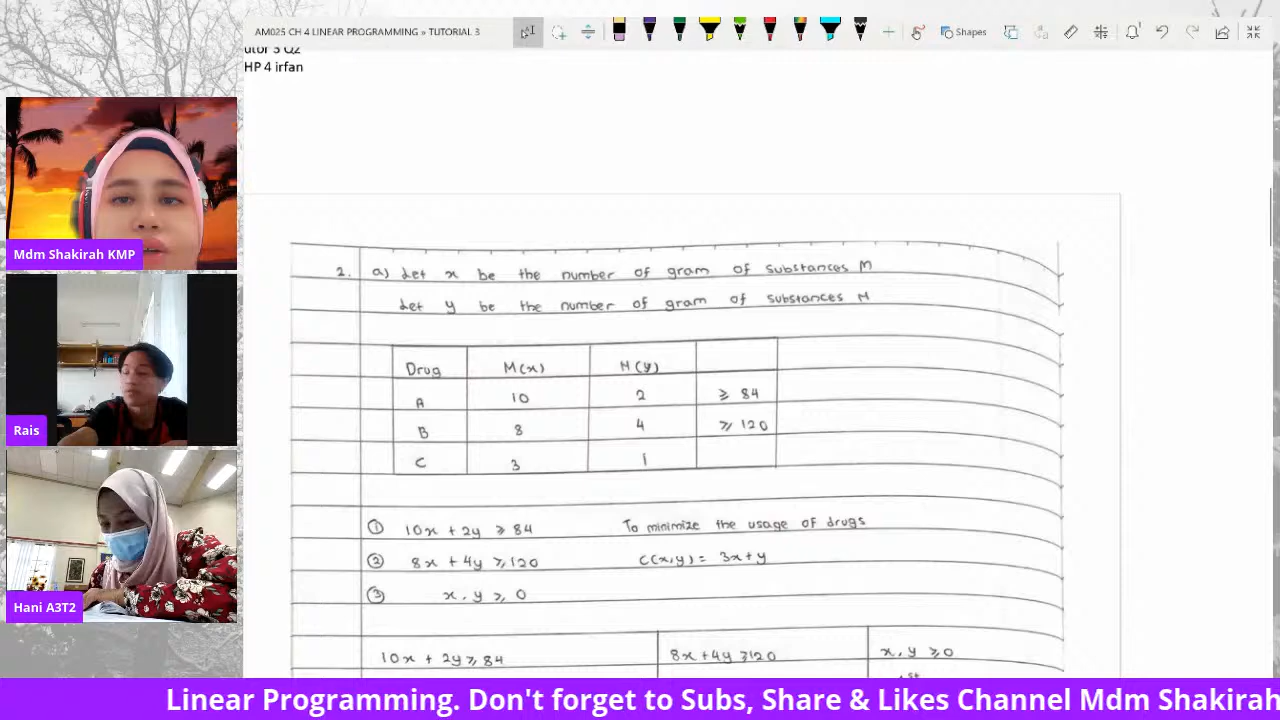 AM025 CH 4 LINEAR PROGRAMMING » TUTORIAL 3
Shapes
HP 4 irfan
Mdm Shakirah KMP
Rais
Hani A3T2
2. a) Let x be the number of gram of substances M
Let y be the number of gram of substances N
Drug M(x) N(y)
A 10 2 ≥ 84
B 8 4 ≥ 120
C 3 1
① 10x + 2y ≥ 84 To minimize the usage of drugs
② 8x + 4y ≥ 120 C(x,y) = 3x + y
③ x, y ≥ 0
10x + 2y ≥ 84 8x + 4y ≥ 120 x, y ≥ 0
Linear Programming. Don't forget to Subs, Share & Likes Channel Mdm Shakirah